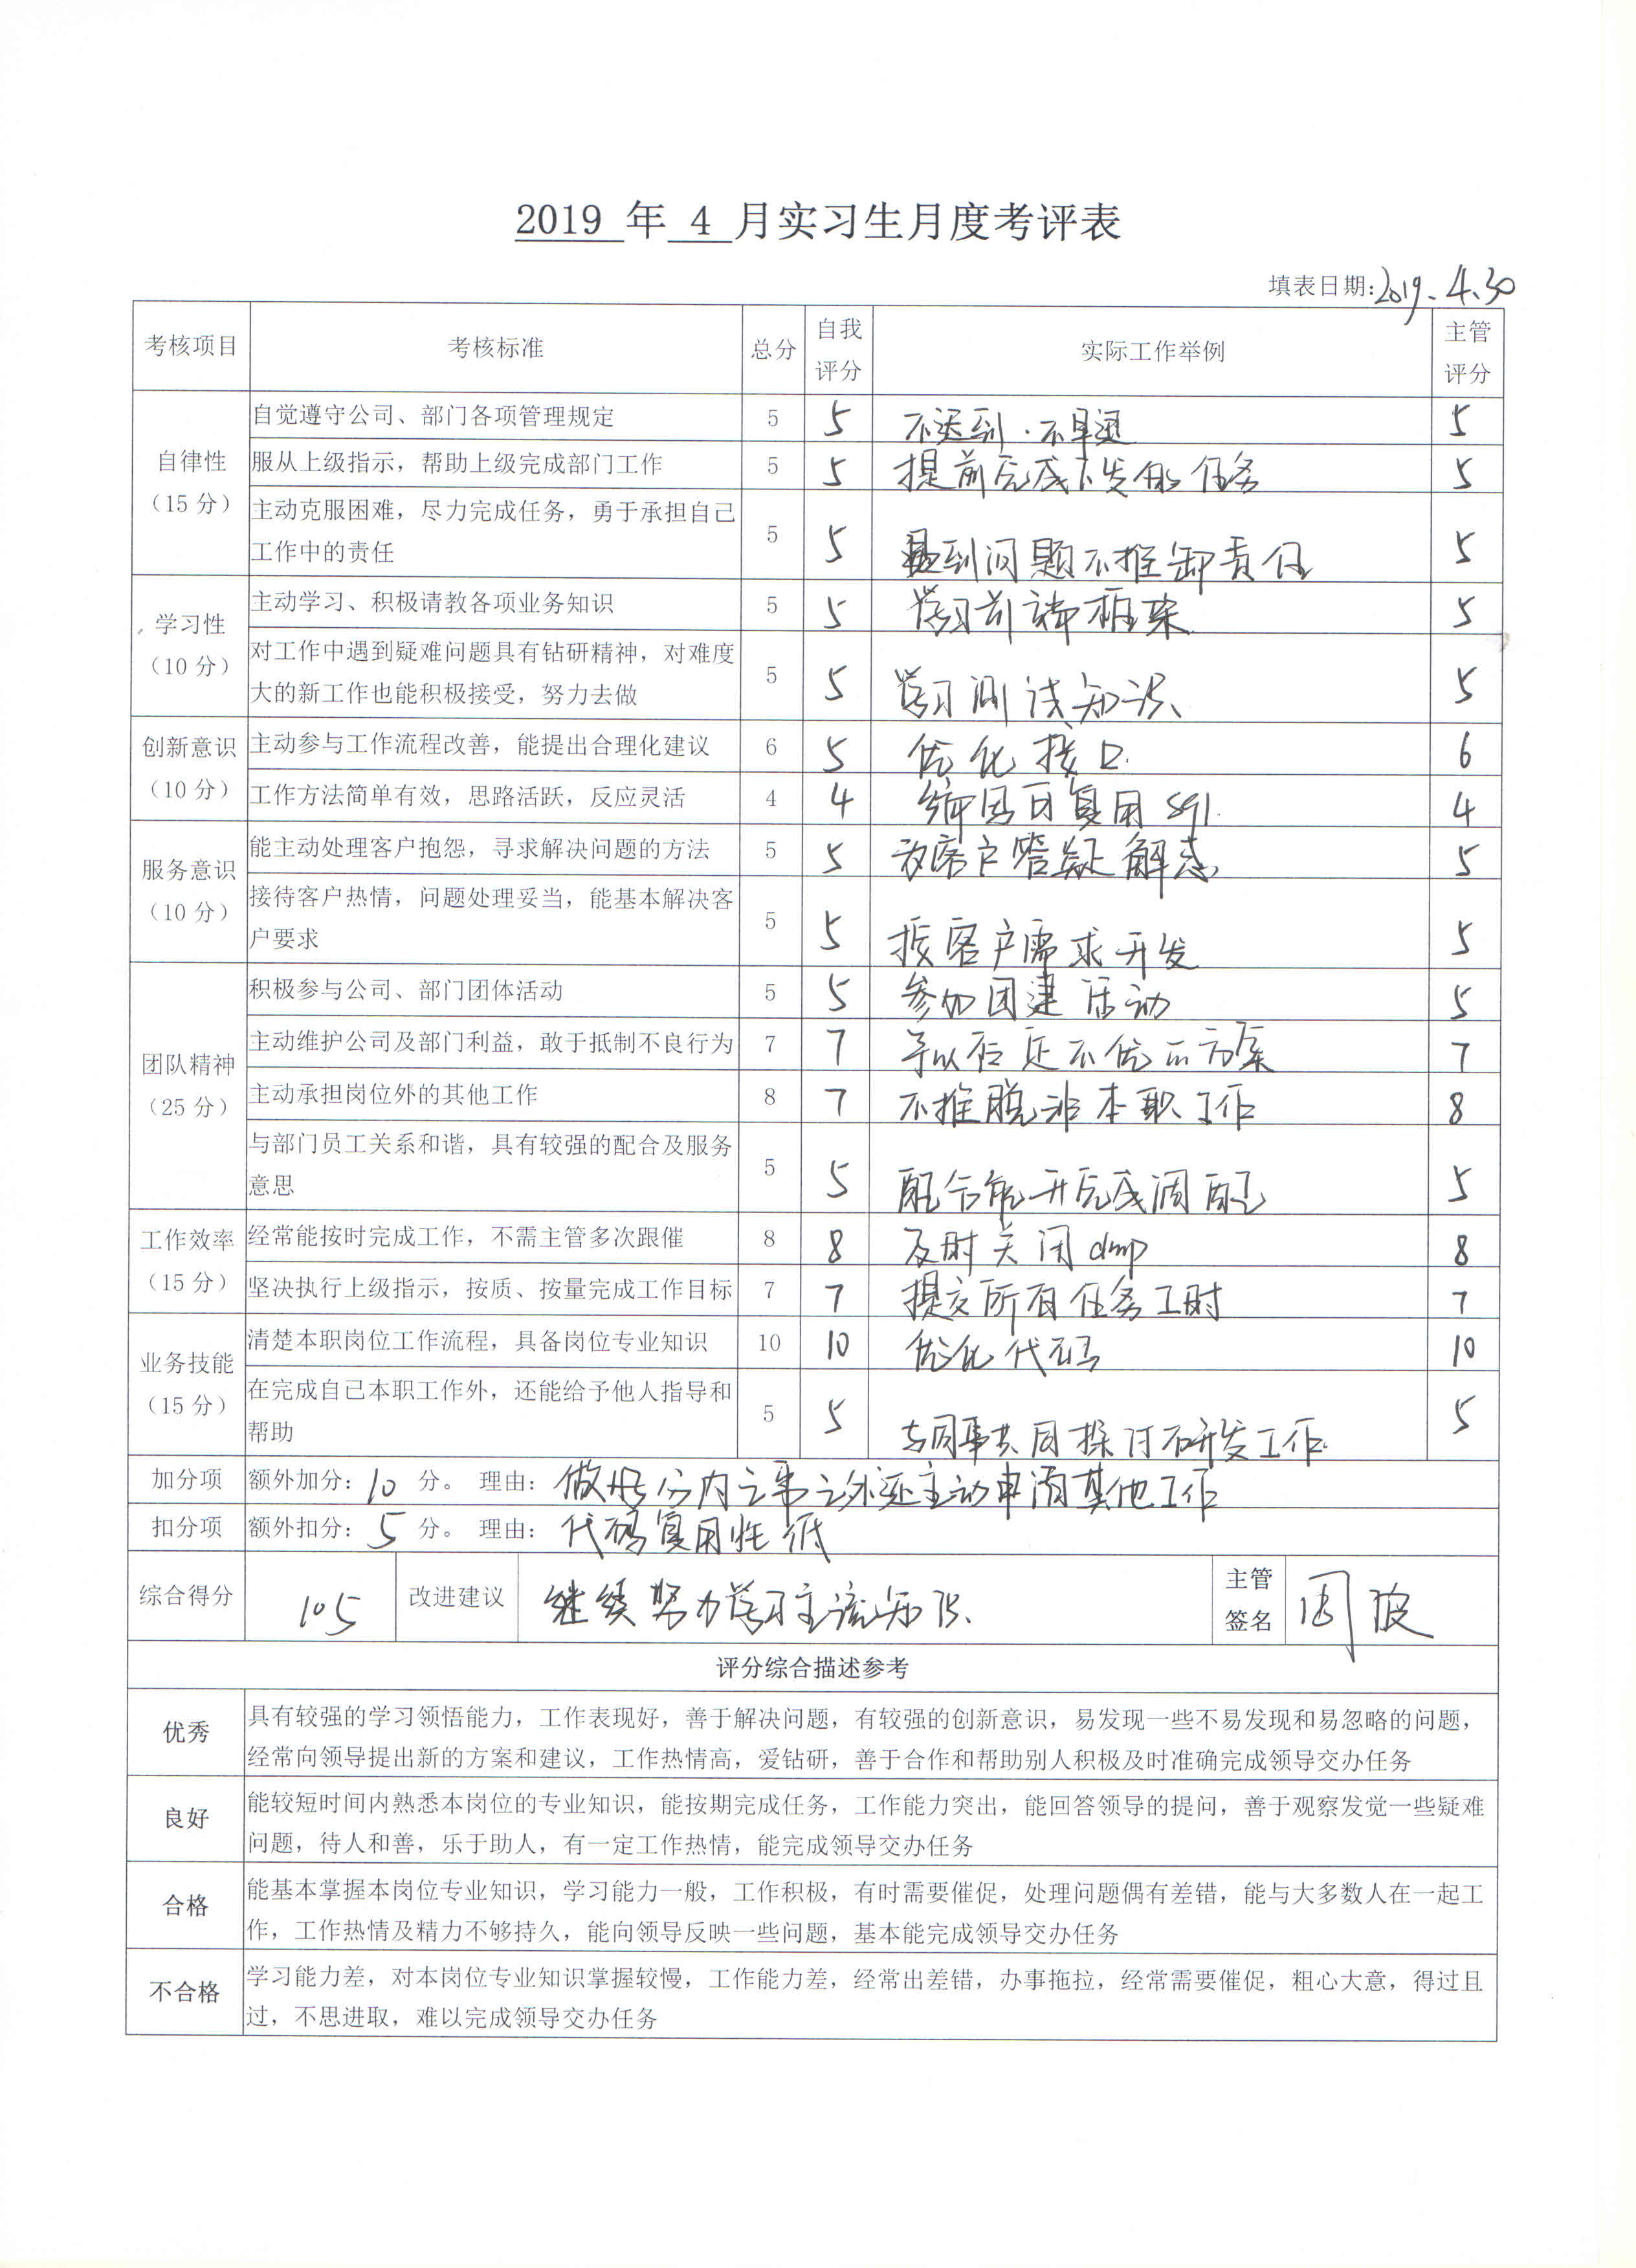 2019 年 4 月实习生月度考评表
填表日期:2019.4.30
考核项目 考核标准 总分 自我评分 实际工作举例 主管评分
自律性（15 分）
自觉遵守公司、部门各项管理规定 5 5 不迟到.不早退 5
服从上级指示，帮助上级完成部门工作 5 5 提前完成下发的任务 5
主动克服困难，尽力完成任务，勇于承担自己
工作中的责任 5 5 遇到问题不推卸责任 5
学习性（10 分）
主动学习、积极请教各项业务知识 5 5 学习前端框架 5
对工作中遇到疑难问题具有钻研精神，对难度
大的新工作也能积极接受，努力去做 5 5 学习测试知识、 5
创新意识（10 分）
主动参与工作流程改善，能提出合理化建议 6 5 优化接口. 6
工作方法简单有效，思路活跃，反应灵活 4 4 可复用sql. 4
服务意识（10 分）
能主动处理客户抱怨，寻求解决问题的方法 5 5 为客户答疑解惑 5
接待客户热情，问题处理妥当，能基本解决客
户要求 5 5 按客户需求开发 5
团队精神（25 分）
积极参与公司、部门团体活动 5 5 参加团建活动 5
主动维护公司及部门利益，敢于抵制不良行为 7 7 予以否定不优的方案 7
主动承担岗位外的其他工作 8 7 不推脱非本职工作 8
与部门员工关系和谐，具有较强的配合及服务
意思 5 5 配合 完成调配 5
工作效率（15 分）
经常能按时完成工作，不需主管多次跟催 8 8 及时关闭dmp 8
坚决执行上级指示，按质、按量完成工作目标 7 7 提交所有任务工时 7
业务技能（15 分）
清楚本职岗位工作流程，具备岗位专业知识 10 10 优化代码 10
在完成自己本职工作外，还能给予他人指导和
帮助 5 5 与同事共同探讨研发工作. 5
加分项 额外加分：10 分。 理由：做好分内之事之外还主动申请其他工作
扣分项 额外扣分：5 分。 理由：代码复用性低
综合得分 105 改进建议 继续努力学习主流知识、 主管签名 周波
评分综合描述参考
优秀
具有较强的学习领悟能力，工作表现好，善于解决问题，有较强的创新意识，易发现一些不易发现和易忽略的问题，
经常向领导提出新的方案和建议，工作热情高，爱钻研，善于合作和帮助别人积极及时准确完成领导交办任务
良好
能较短时间内熟悉本岗位的专业知识，能按期完成任务，工作能力突出，能回答领导的提问，善于观察发觉一些疑难
问题，待人和善，乐于助人，有一定工作热情，能完成领导交办任务
合格
能基本掌握本岗位专业知识，学习能力一般，工作积极，有时需要催促，处理问题偶有差错，能与大多数人在一起工
作，工作热情及精力不够持久，能向领导反映一些问题，基本能完成领导交办任务
不合格
学习能力差，对本岗位专业知识掌握较慢，工作能力差，经常出差错，办事拖拉，经常需要催促，粗心大意，得过且
过，不思进取，难以完成领导交办任务